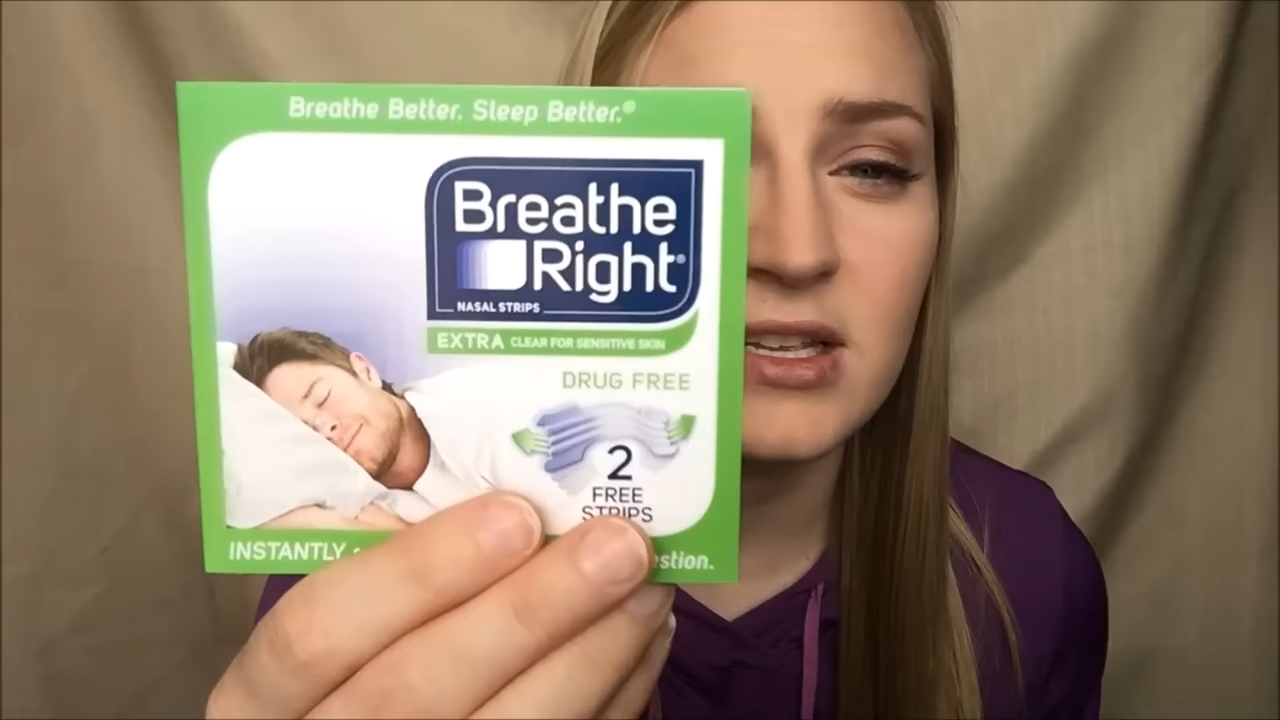 Breathe Better. Sleep Better.®
Breathe
Right®
NASAL STRIPS
EXTRA CLEAR FOR SENSITIVE SKIN
DRUG FREE
2
FREE
STRIPS
INSTANTLY